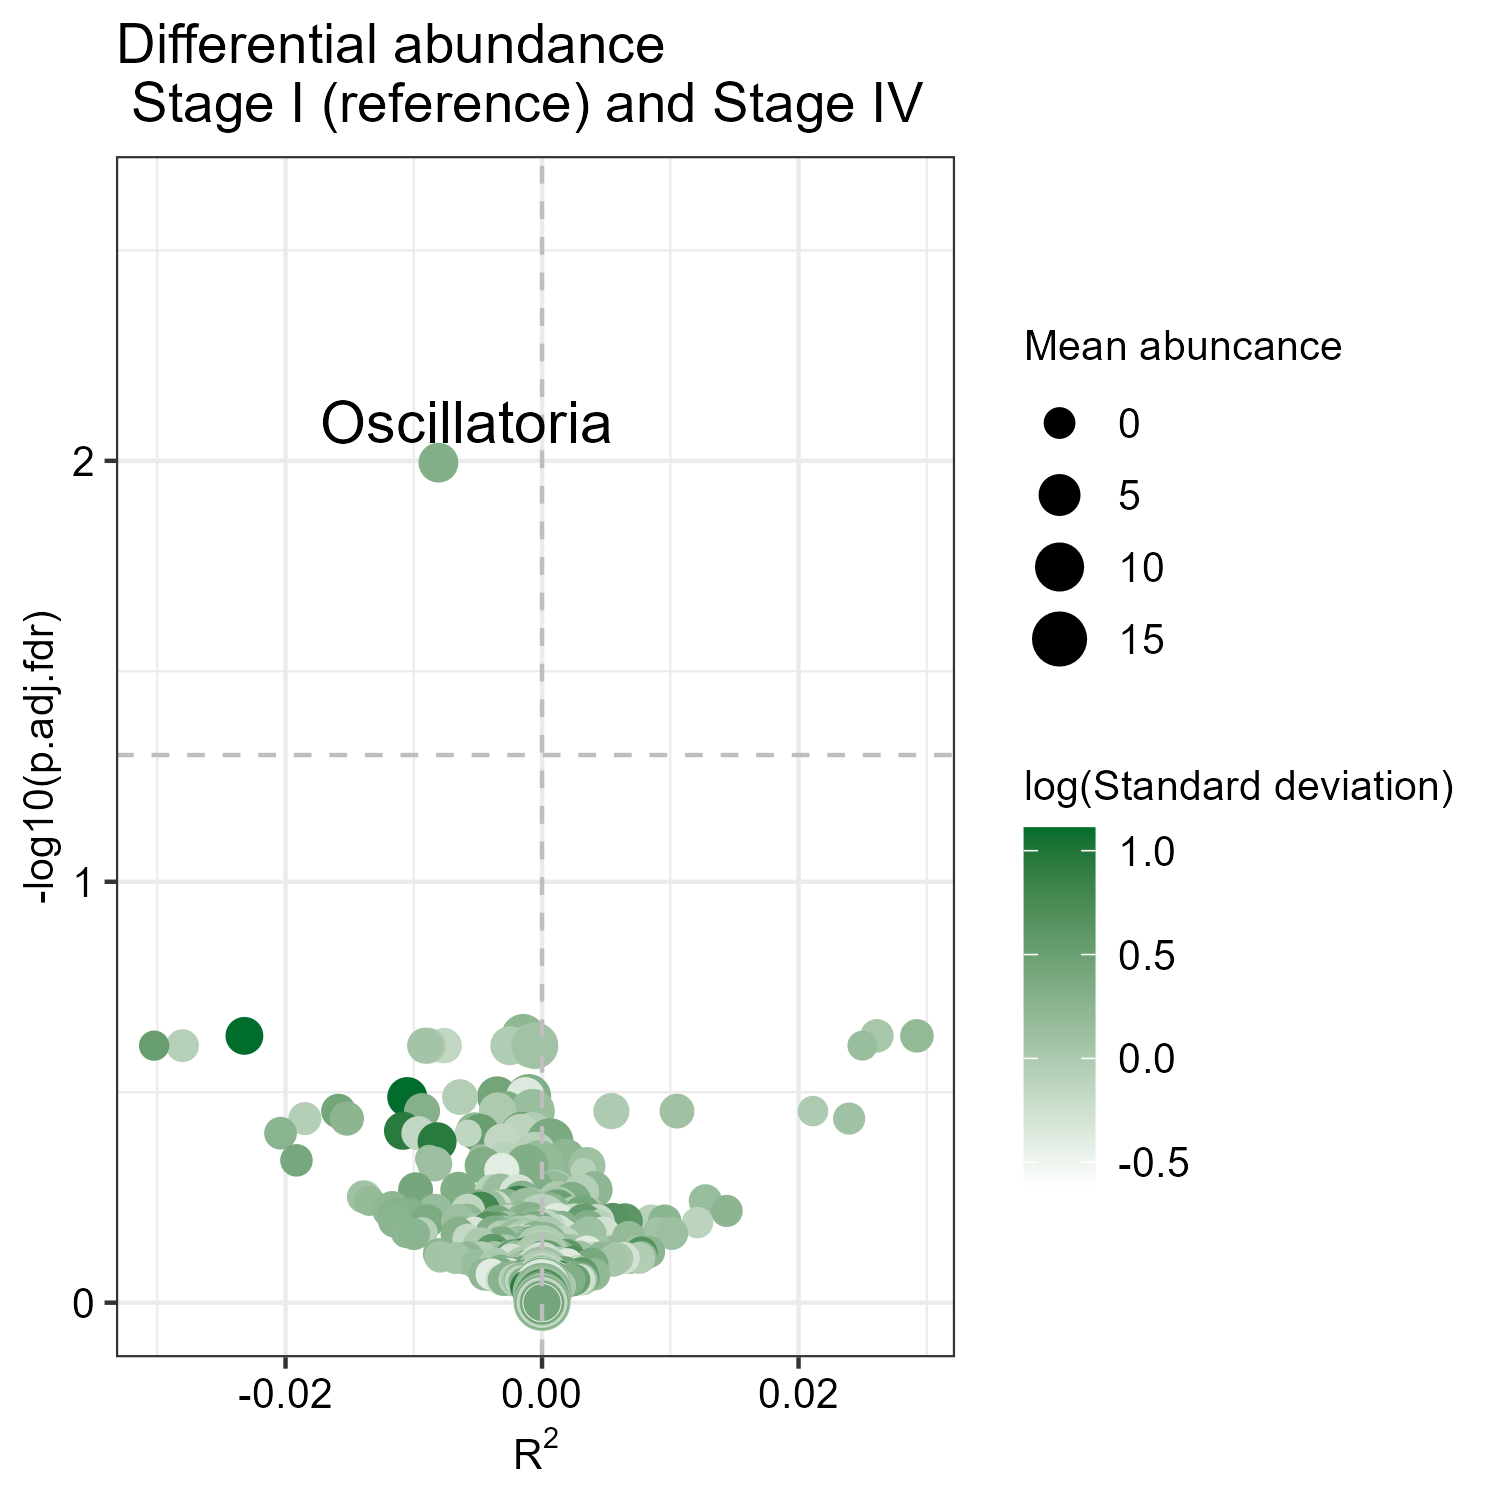 Differential abundance
Stage I (reference) and Stage IV
Oscillatoria
2
1
0
-log10(p.adj.fdr)
-0.02
0.00
0.02
R²
Mean abuncance
0
5
10
15
log(Standard deviation)
1.0
0.5
0.0
-0.5